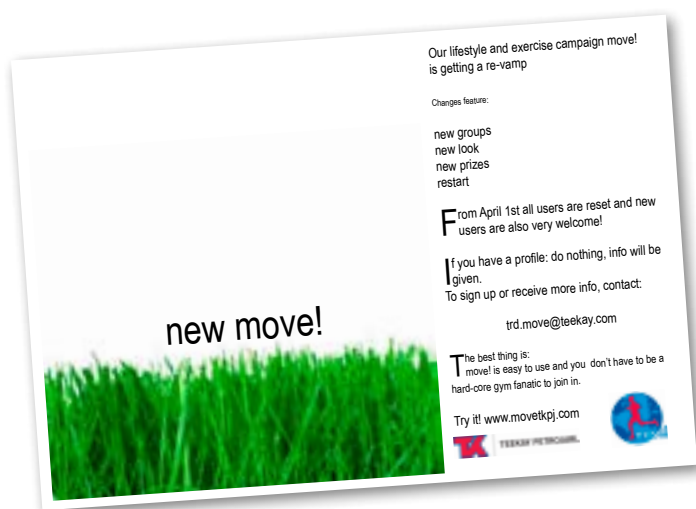 Our lifestyle and exercise campaign move!
is getting a re-vamp
Changes feature:
new groups
new look
new prizes
restart
From April 1st all users are reset and new
users are also very welcome!
If you have a profile: do nothing, info will be
given.
To sign up or receive more info, contact:
trd.move@teekay.com
The best thing is:
move! is easy to use and you don't have to be a
hard-core gym fanatic to join in.
Try it! www.movetkpj.com
new move!
TK TEEKAY PETROJARL